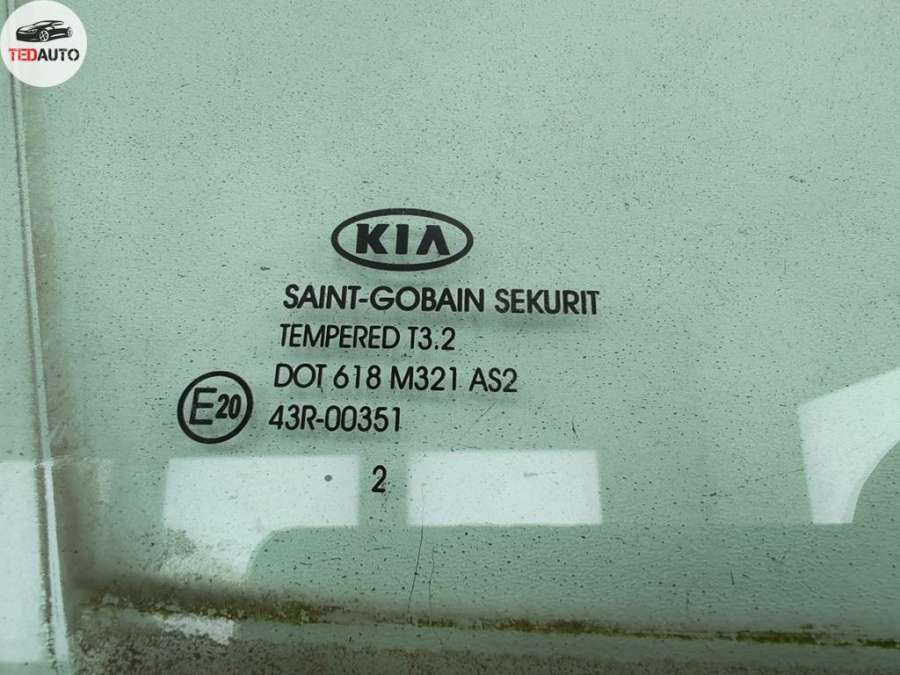 TEDAUTO
KIA
SAINT-GOBAIN SEKURIT
TEMPERED T3.2
DOT 618 M321 AS2
E20 43R-00351
. 2